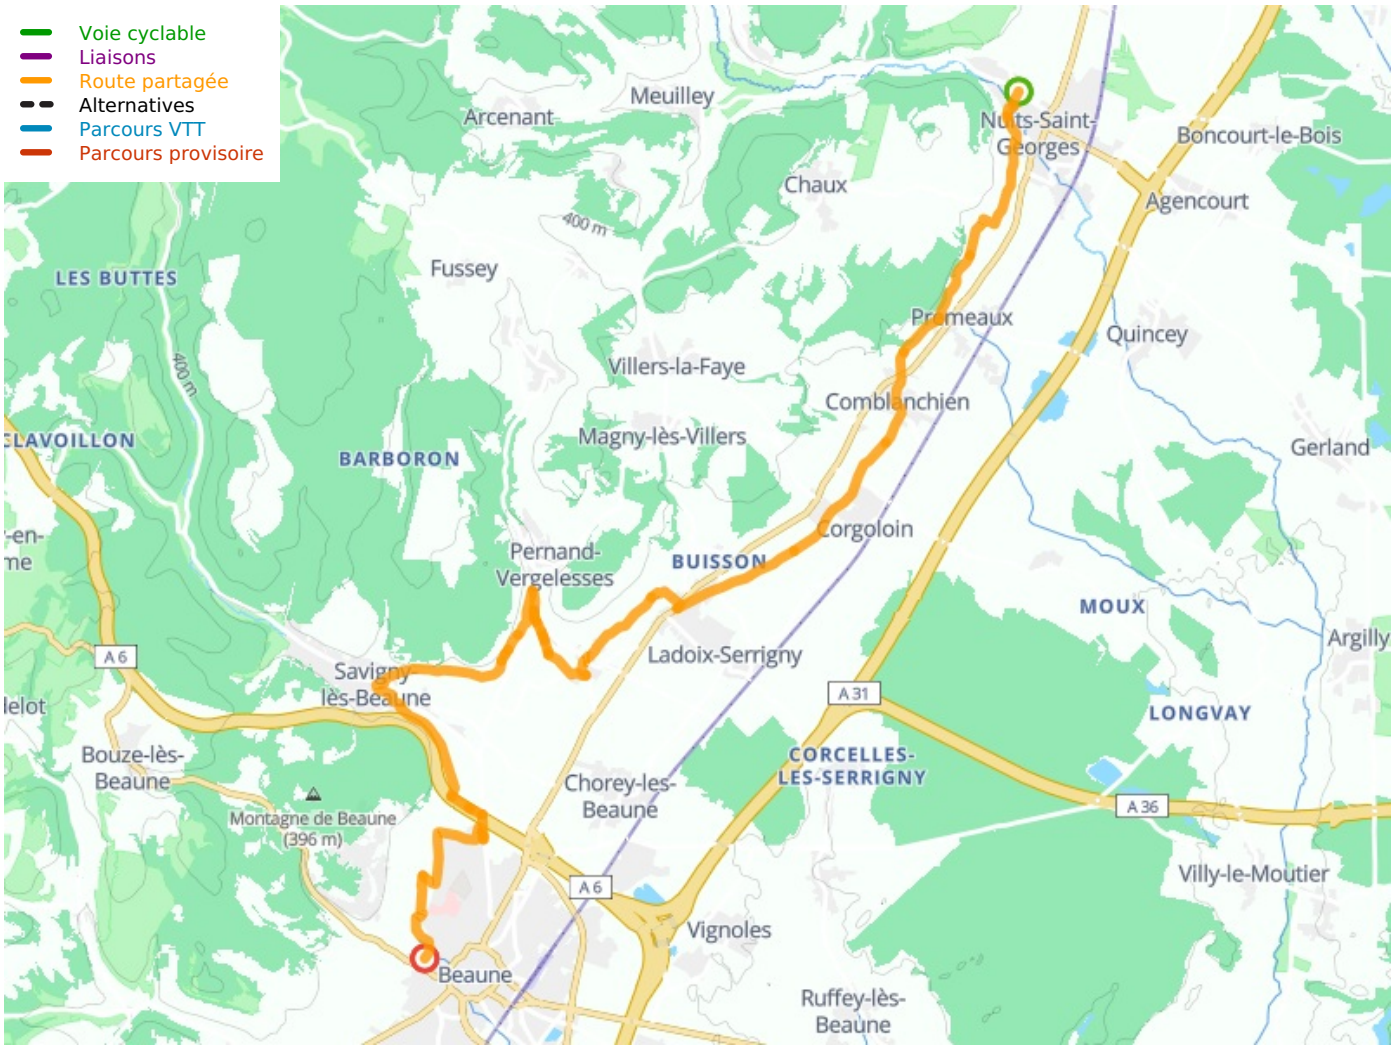 Voie cyclable
Liaisons
Route partagée
Alternatives
Parcours VTT
Parcours provisoire
Meuilley
Arcenant
Nuits-Saint-
Georges
Boncourt-le-Bois
Chaux
Agencourt
400 m
Fussey
LES BUTTES
Premeaux
Quincey
400 m
Villers-la-Faye
Comblanchien
CLAVOILLON
Magny-lès-Villers
Gerland
BARBORON
Corgoloin
-en-
me
Pernand-
Vergelesses
BUISSON
MOUX
Argilly
A 6
Ladoix-Serrigny
Savigny-
lès-Beaune
A 31
elot
LONGVAY
Bouze-lès-
Beaune
CORCELLES-
LES-SERRIGNY
Chorey-les-
Beaune
A 36
Montagne de Beaune
(396 m)
Villy-le-Moutier
A 6
Vignoles
Beaune
Ruffey-lès-
Beaune